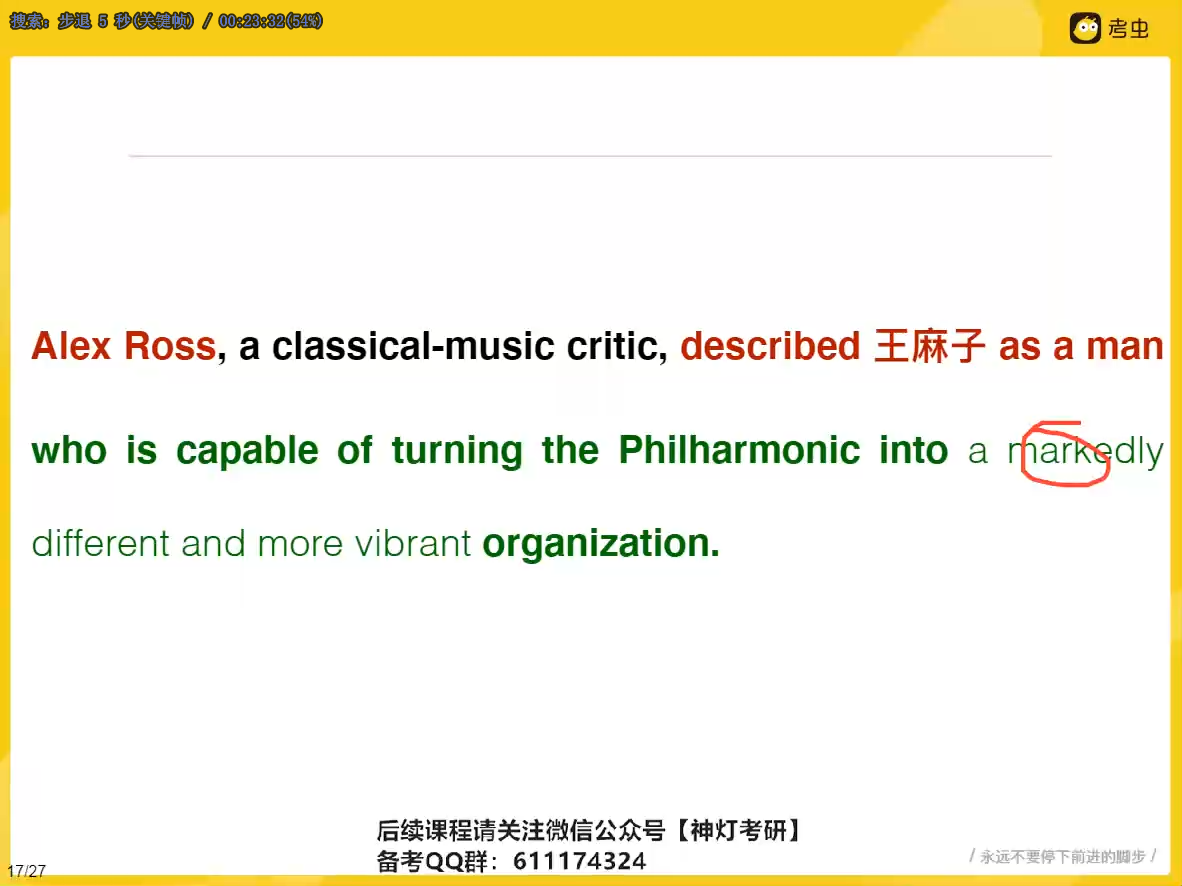 搜索: 步退 5 秒(关键帧) / 00:23:32(54%)
考虫
Alex Ross, a classical-music critic, described 王麻子 as a man
who is capable of turning the Philharmonic into a markedly
different and more vibrant organization.
后续课程请关注微信公众号【神灯考研】
备考QQ群：611174324
/ 永远不要停下前进的脚步 /
17/27